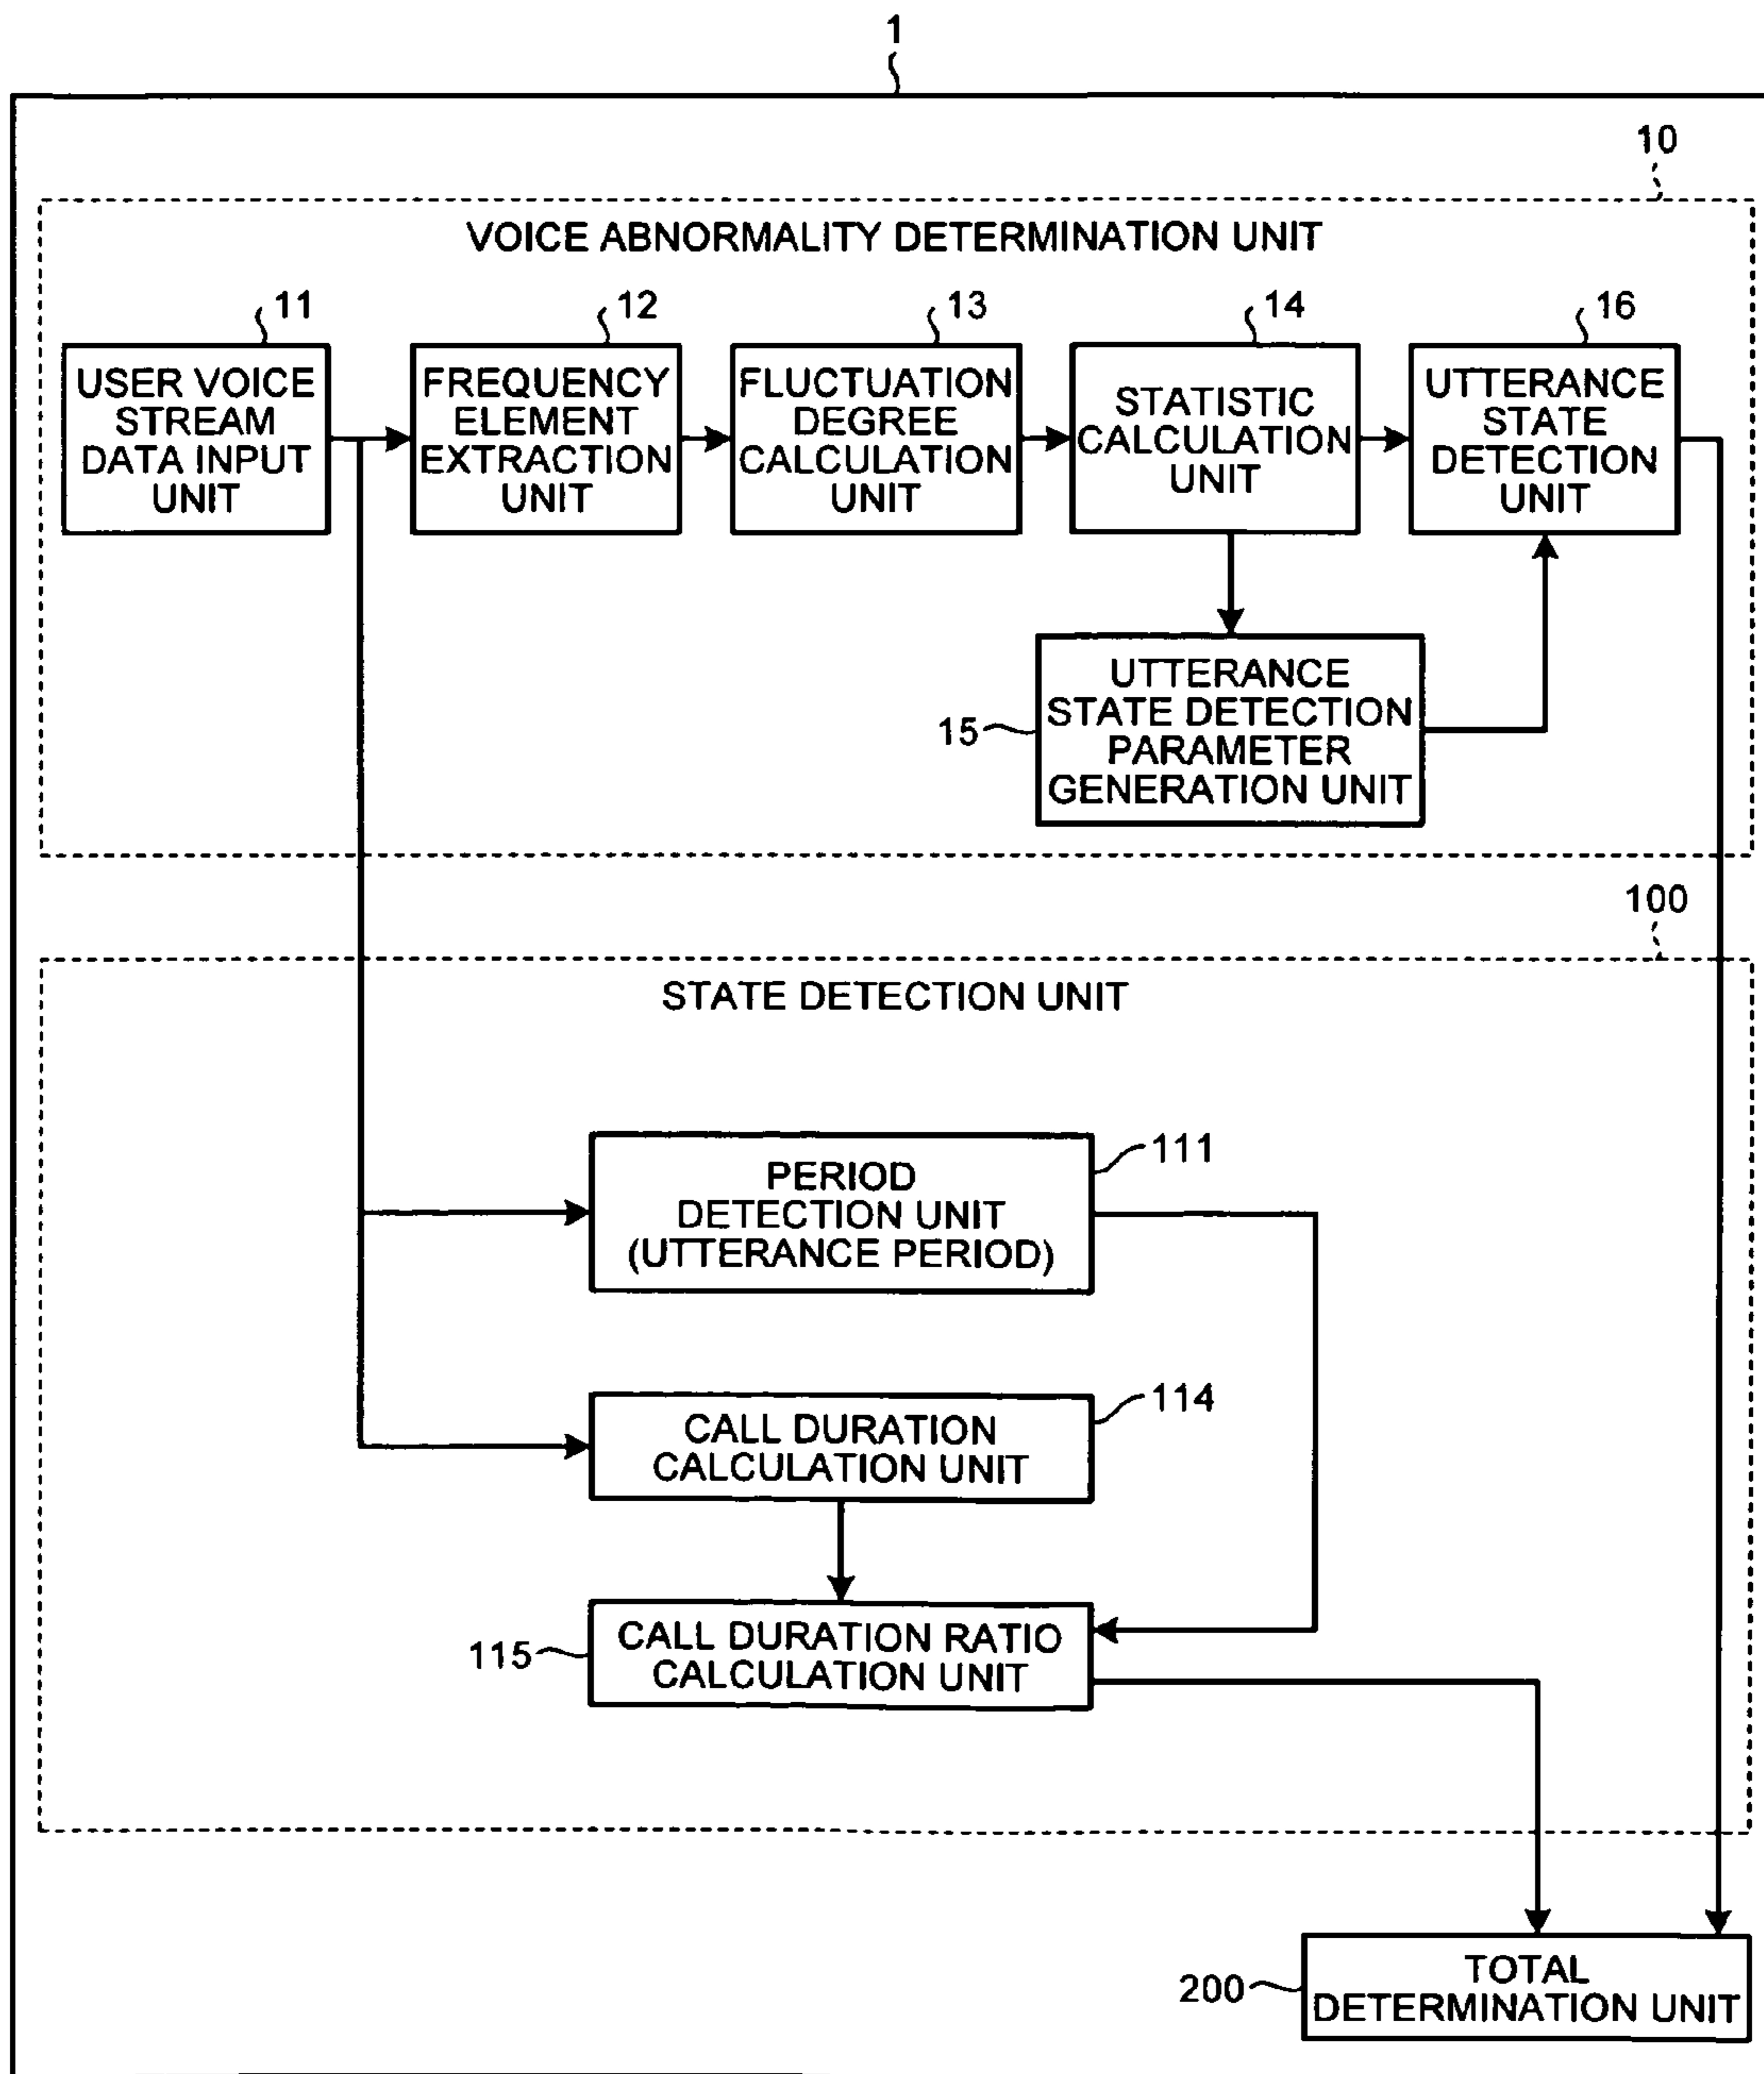 1
10
VOICE ABNORMALITY DETERMINATION UNIT
11
USER VOICE
STREAM
DATA INPUT
UNIT
12
FREQUENCY
ELEMENT
EXTRACTION
UNIT
13
FLUCTUATION
DEGREE
CALCULATION
UNIT
14
STATISTIC
CALCULATION
UNIT
16
UTTERANCE
STATE
DETECTION
UNIT
15
UTTERANCE
STATE DETECTION
PARAMETER
GENERATION UNIT
100
STATE DETECTION UNIT
111
PERIOD
DETECTION UNIT
(UTTERANCE PERIOD)
114
CALL DURATION
CALCULATION UNIT
115
CALL DURATION RATIO
CALCULATION UNIT
200
TOTAL
DETERMINATION UNIT